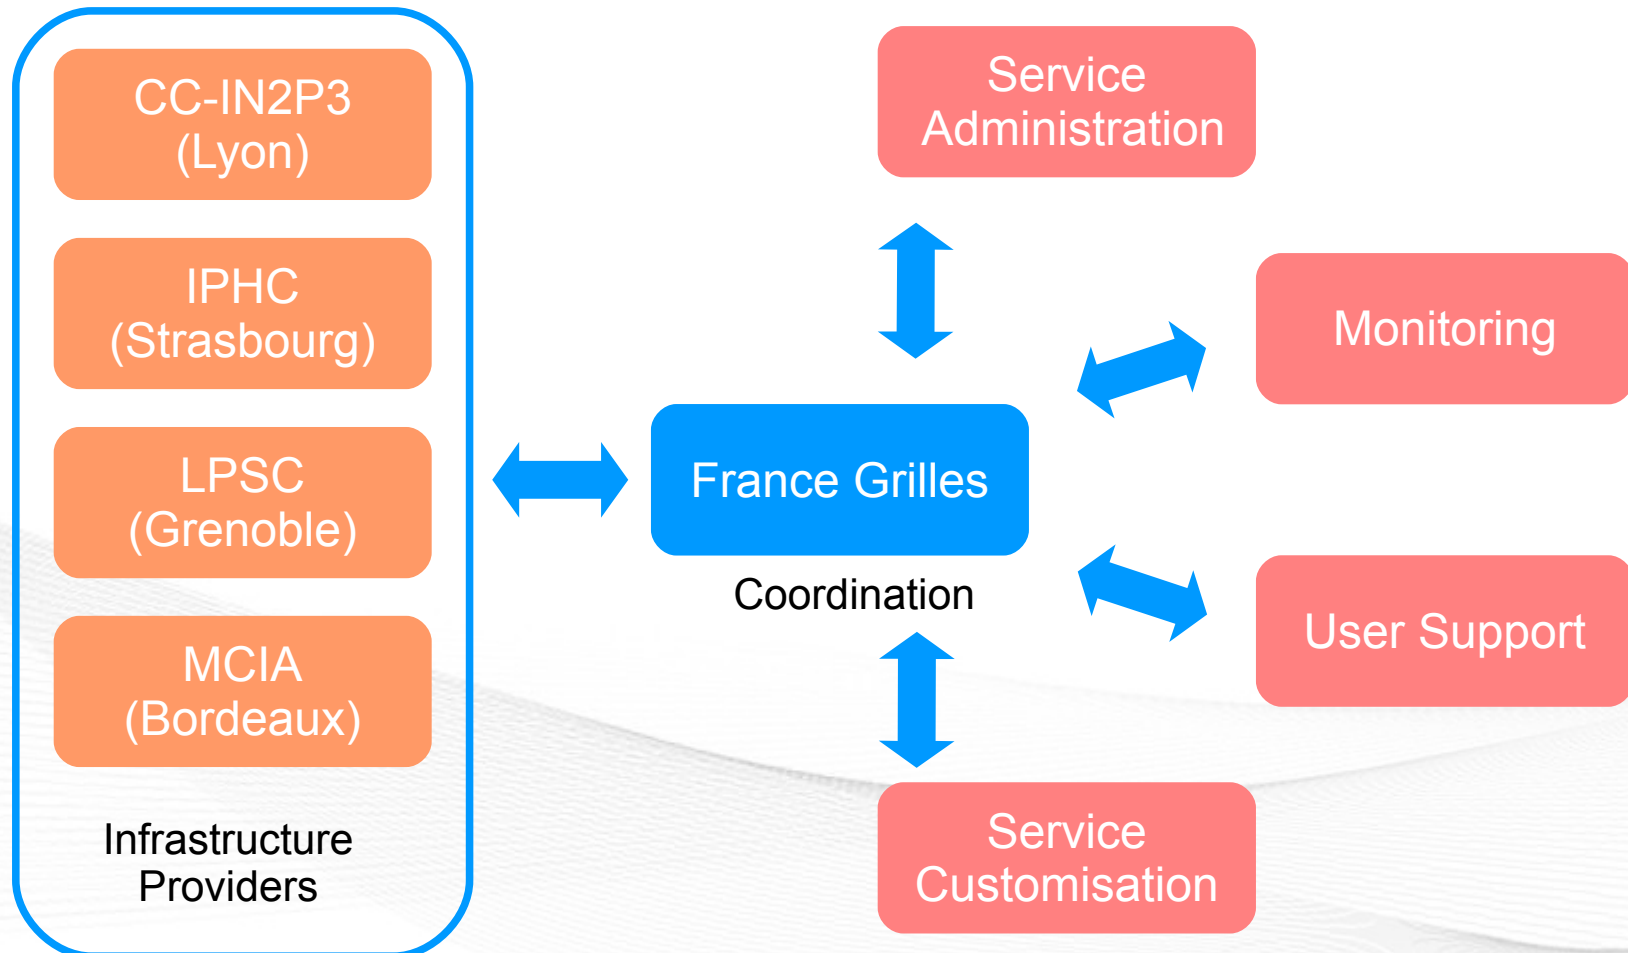 CC-IN2P3
(Lyon)
IPHC
(Strasbourg)
LPSC
(Grenoble)
MCIA
(Bordeaux)
Infrastructure
Providers
France Grilles
Coordination
Service
Administration
Monitoring
User Support
Service
Customisation